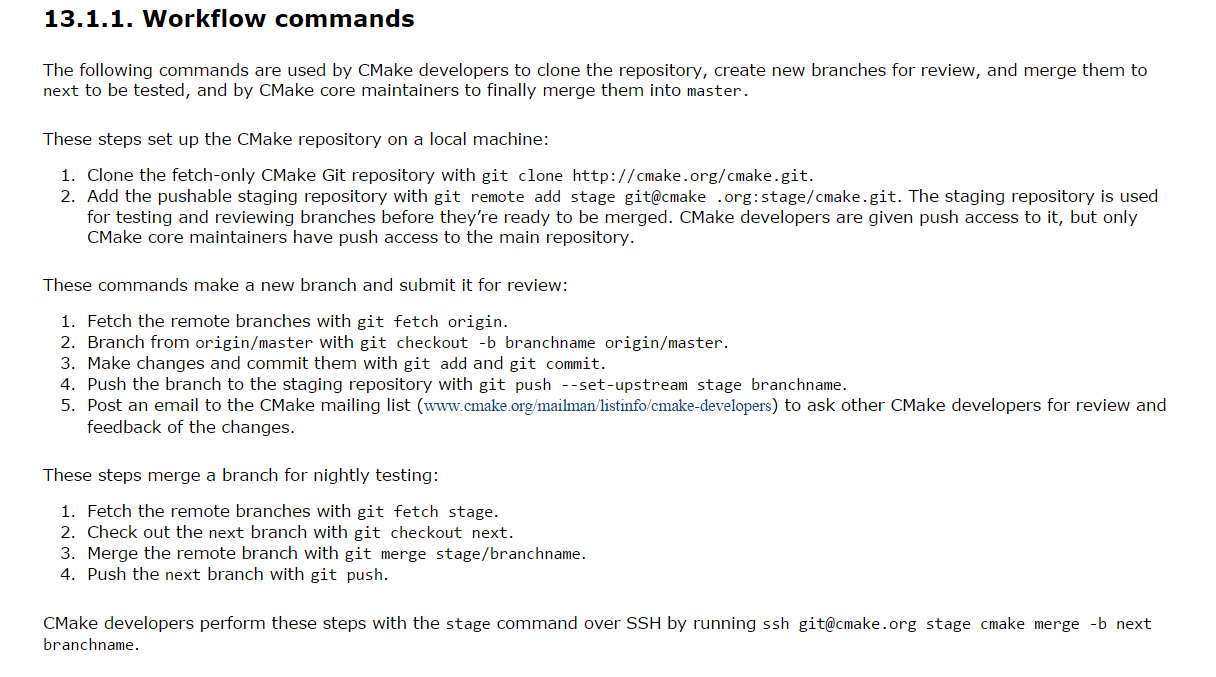 13.1.1. Workflow commands
The following commands are used by CMake developers to clone the repository, create new branches for review, and merge them to
next to be tested, and by CMake core maintainers to finally merge them into master.
These steps set up the CMake repository on a local machine:
1. Clone the fetch-only CMake Git repository with git clone http://cmake.org/cmake.git.
2. Add the pushable staging repository with git remote add stage git@cmake .org:stage/cmake.git. The staging repository is used
for testing and reviewing branches before they’re ready to be merged. CMake developers are given push access to it, but only
CMake core maintainers have push access to the main repository.
These commands make a new branch and submit it for review:
1. Fetch the remote branches with git fetch origin.
2. Branch from origin/master with git checkout -b branchname origin/master.
3. Make changes and commit them with git add and git commit.
4. Push the branch to the staging repository with git push --set-upstream stage branchname.
5. Post an email to the CMake mailing list (www.cmake.org/mailman/listinfo/cmake-developers) to ask other CMake developers for review and
feedback of the changes.
These steps merge a branch for nightly testing:
1. Fetch the remote branches with git fetch stage.
2. Check out the next branch with git checkout next.
3. Merge the remote branch with git merge stage/branchname.
4. Push the next branch with git push.
CMake developers perform these steps with the stage command over SSH by running ssh git@cmake.org stage cmake merge -b next
branchname.